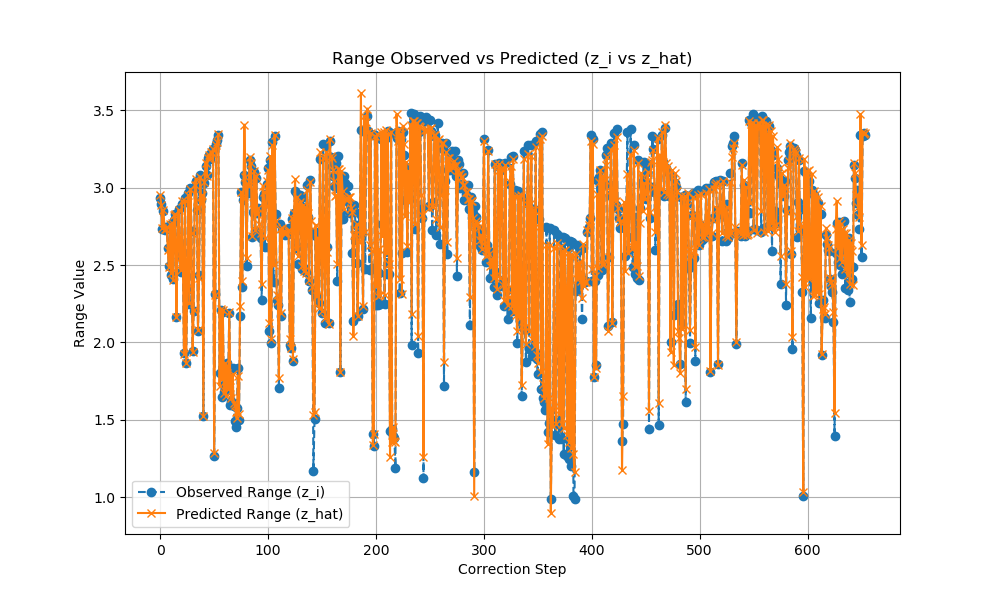 Range Observed vs Predicted (z_i vs z_hat)
Range Value
3.5
3.0
2.5
2.0
1.5
1.0
Observed Range (z_i)
Predicted Range (z_hat)
0 100 200 300 400 500 600
Correction Step